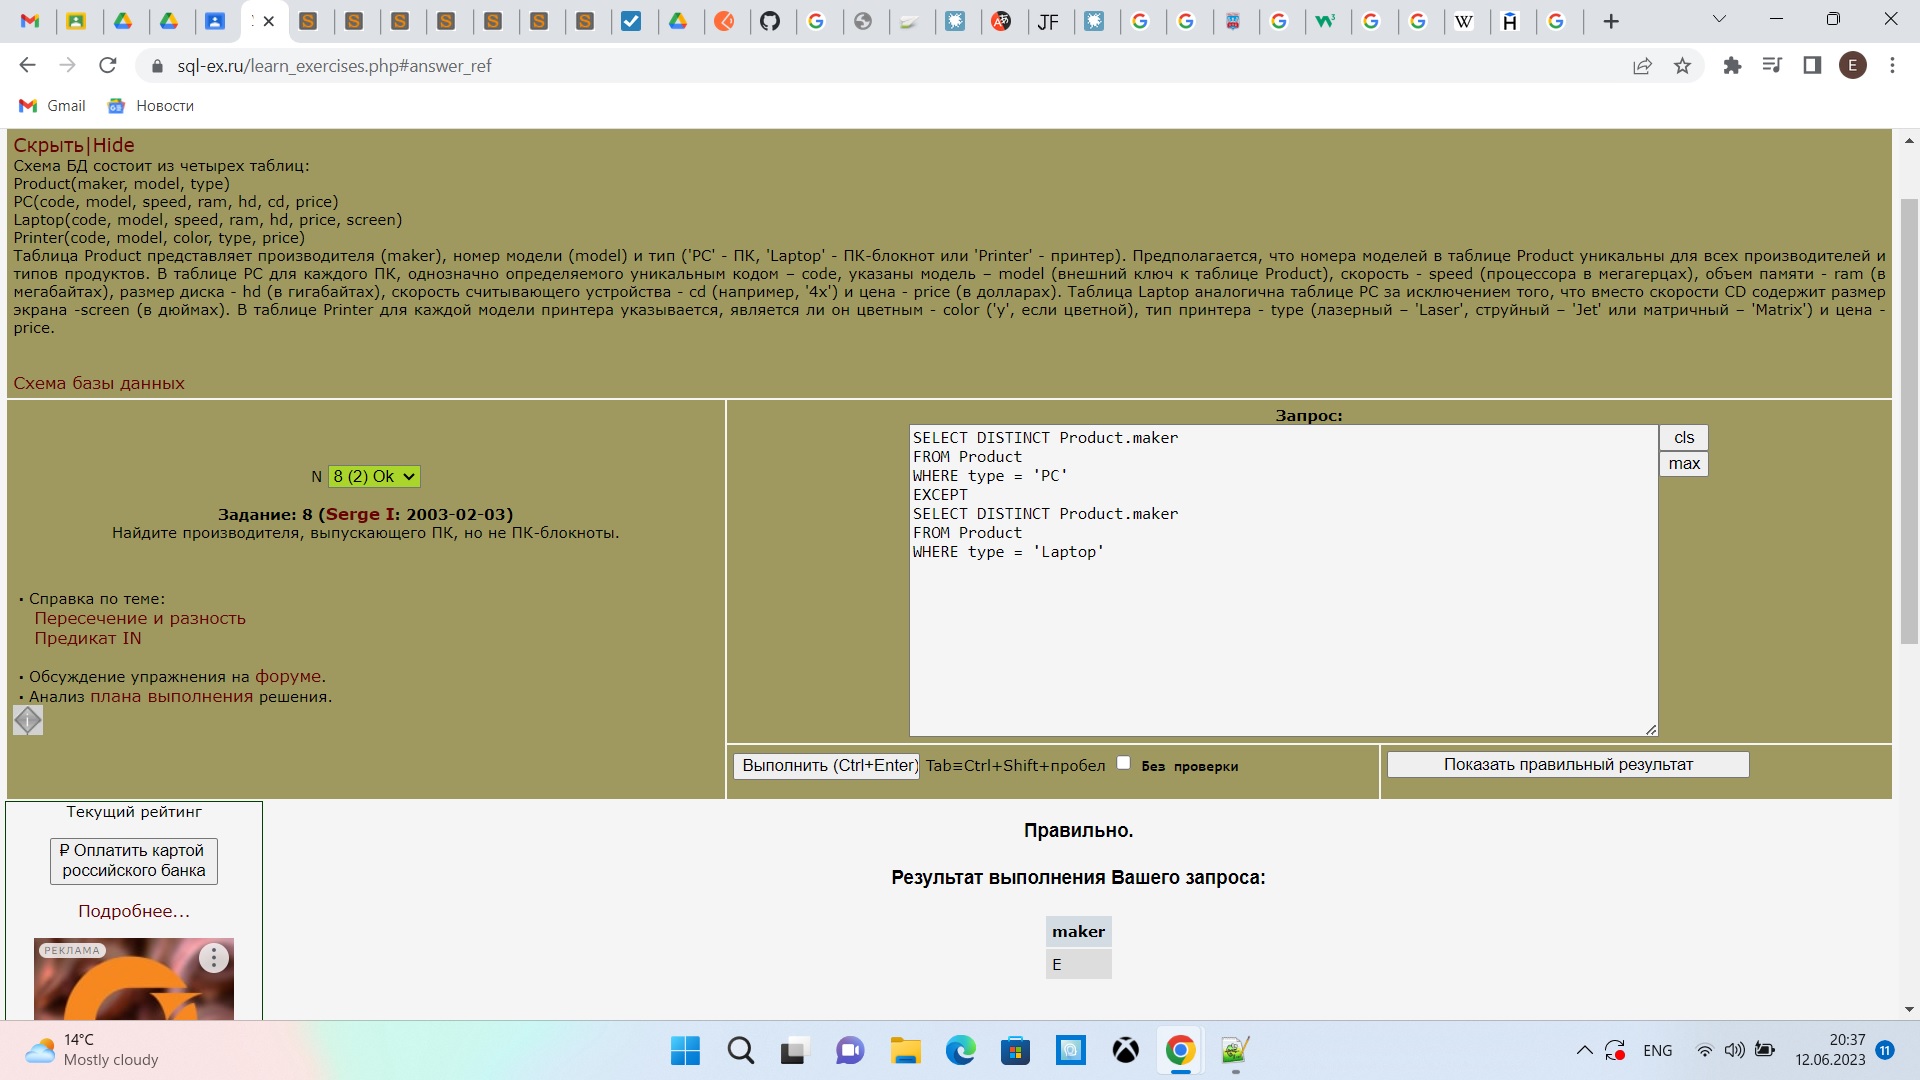 sql-ex.ru/learn_exercises.php#answer_ref
E
Gmail
Новости
Скрыть|Hide
Схема БД состоит из четырех таблиц:
Product(maker, model, type)
PC(code, model, speed, ram, hd, cd, price)
Laptop(code, model, speed, ram, hd, price, screen)
Printer(code, model, color, type, price)
Таблица Product представляет производителя (maker), номер модели (model) и тип ('PC' - ПК, 'Laptop' - ПК-блокнот или 'Printer' - принтер). Предполагается, что номера моделей в таблице Product уникальны для всех производителей и
типов продуктов. В таблице PC для каждого ПК, однозначно определяемого уникальным кодом – code, указаны модель – model (внешний ключ к таблице Product), скорость - speed (процессора в мегагерцах), объем памяти - ram (в
мегабайтах), размер диска - hd (в гигабайтах), скорость считывающего устройства - cd (например, '4x') и цена - price (в долларах). Таблица Laptop аналогична таблице РС за исключением того, что вместо скорости CD содержит размер
экрана -screen (в дюймах). В таблице Printer для каждой модели принтера указывается, является ли он цветным - color ('y', если цветной), тип принтера - type (лазерный – 'Laser', струйный – 'Jet' или матричный – 'Matrix') и цена -
price.
Схема базы данных
N 8 (2) Ok
Задание: 8 (Serge I: 2003-02-03)
Найдите производителя, выпускающего ПК, но не ПК-блокноты.
• Справка по теме:
Пересечение и разность
Предикат IN
• Обсуждение упражнения на форуме.
• Анализ плана выполнения решения.
Запрос:
SELECT DISTINCT Product.maker
FROM Product
WHERE type = 'PC'
EXCEPT
SELECT DISTINCT Product.maker
FROM Product
WHERE type = 'Laptop'
cls
max
Выполнить (Ctrl+Enter) Tab≡Ctrl+Shift+пробел Без проверки
Показать правильный результат
Текущий рейтинг
₽ Оплатить картой
российского банка
Подробнее...
РЕКЛАМА
Правильно.
Результат выполнения Вашего запроса:
maker
E
14°C
Mostly cloudy
ENG
20:37
12.06.2023
11